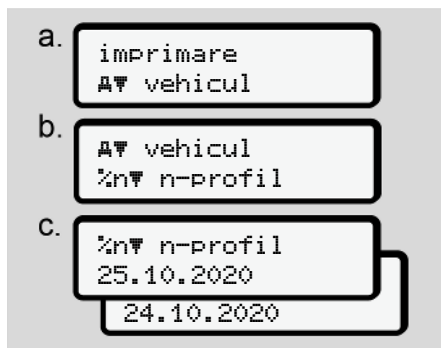 a.
imprimare
A▼ vehicul
b.
A▼ vehicul
%n▼ n-profil
c.
%n▼ n-profil
25.10.2020
24.10.2020